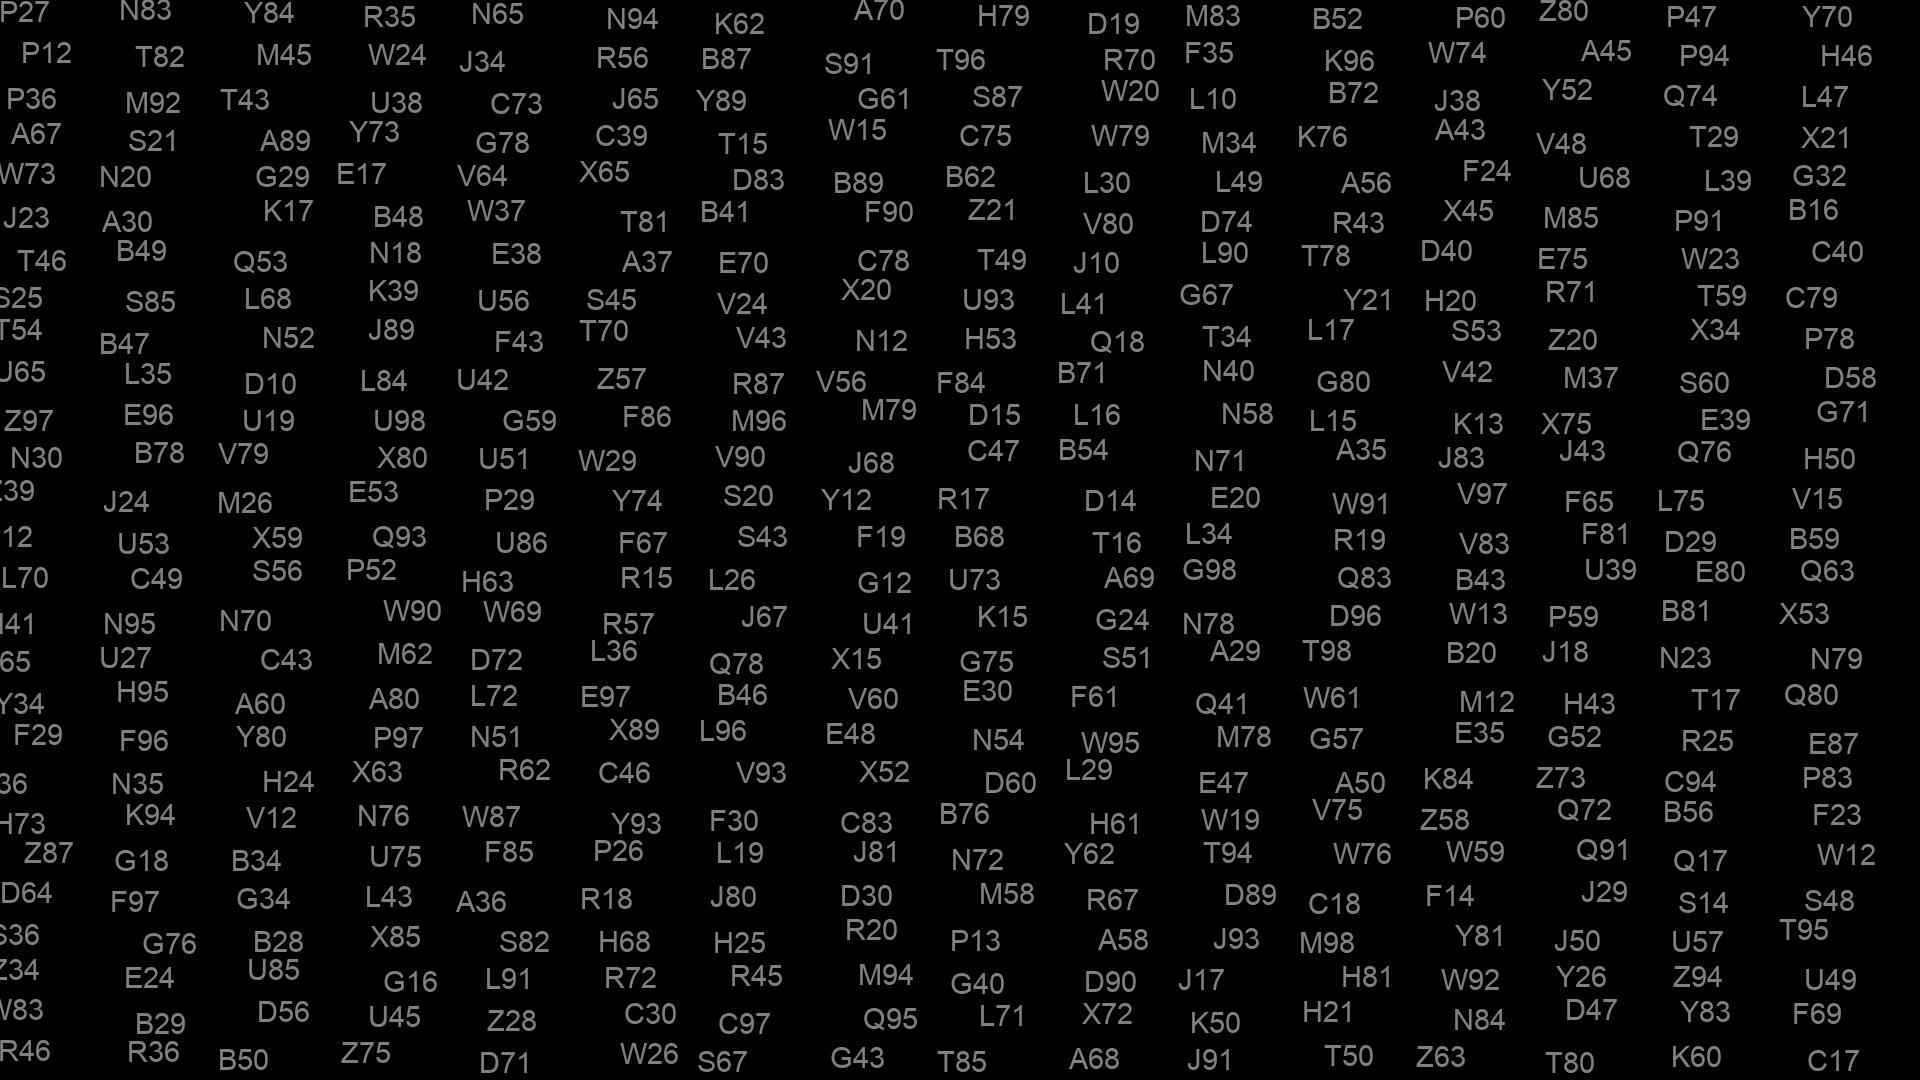 P27 N83 Y84 R35 N65 N94 K62 A70 H79 D19 M83 B52 P60 Z80 P47 Y70
P12 T82 M45 W24 J34 R56 B87 S91 T96 R70 F35 K96 W74 A45 P94 H46
P36 M92 T43 U38 C73 J65 Y89 G61 S87 W20 L10 B72 J38 Y52 Q74 L47
A67 S21 A89 Y73 G78 C39 T15 W15 C75 W79 M34 K76 A43 V48 T29 X21
W73 N20 G29 E17 V64 X65 D83 B89 B62 L30 L49 A56 F24 U68 L39 G32
J23 A30 K17 B48 W37 T81 B41 F90 Z21 V80 D74 R43 X45 M85 P91 B16
T46 B49 Q53 N18 E38 A37 E70 C78 T49 J10 L90 T78 D40 E75 W23 C40
S25 S85 L68 K39 U56 S45 V24 X20 U93 L41 G67 Y21 H20 R71 T59 C79
T54 B47 N52 J89 F43 T70 V43 N12 H53 Q18 T34 L17 S53 Z20 X34 P78
U65 L35 D10 L84 U42 Z57 R87 V56 F84 B71 N40 G80 V42 M37 S60 D58
Z97 E96 U19 U98 G59 F86 M96 M79 D15 L16 N58 L15 K13 X75 E39 G71
N30 B78 V79 X80 U51 W29 V90 J68 C47 B54 N71 A35 J83 J43 Q76 H50
39 J24 M26 E53 P29 Y74 S20 Y12 R17 D14 E20 W91 V97 F65 L75 V15
12 U53 X59 Q93 U86 F67 S43 F19 B68 T16 L34 R19 V83 F81 D29 B59
L70 C49 S56 P52 H63 R15 L26 G12 U73 A69 G98 Q83 B43 U39 E80 Q63
41 N95 N70 W90 W69 R57 J67 U41 K15 G24 N78 D96 W13 P59 B81 X53
65 U27 C43 M62 D72 L36 Q78 X15 G75 S51 A29 T98 B20 J18 N23 N79
Y34 H95 A60 A80 L72 E97 B46 V60 E30 F61 Q41 W61 M12 H43 T17 Q80
F29 F96 Y80 P97 N51 X89 L96 E48 N54 W95 M78 G57 E35 G52 R25 E87
36 N35 H24 X63 R62 C46 V93 X52 D60 L29 E47 A50 K84 Z73 C94 P83
H73 K94 V12 N76 W87 Y93 F30 C83 B76 H61 W19 V75 Z58 Q72 B56 F23
Z87 G18 B34 U75 F85 P26 L19 J81 N72 Y62 T94 W76 W59 Q91 Q17 W12
D64 F97 G34 L43 A36 R18 J80 D30 M58 R67 D89 C18 F14 J29 S14 S48
S36 G76 B28 X85 S82 H68 H25 R20 P13 A58 J93 M98 Y81 J50 U57 T95
Z34 E24 U85 G16 L91 R72 R45 M94 G40 D90 J17 H81 W92 Y26 Z94 U49
W83 B29 D56 U45 Z28 C30 C97 Q95 L71 X72 K50 H21 N84 D47 Y83 F69
R46 R36 B50 Z75 D71 W26 S67 G43 T85 A68 J91 T50 Z63 T80 K60 C17